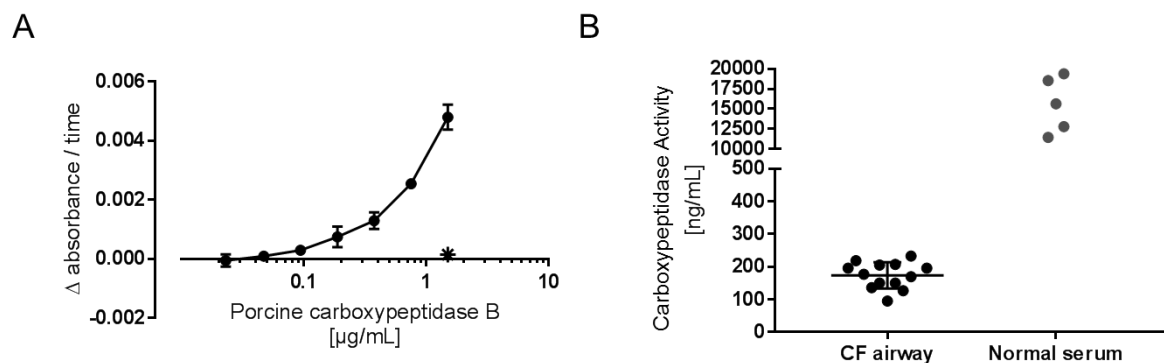 A
0.006
0.004
0.002
0.000
-0.002
Δ absorbance / time
0.1
1
10
Porcine carboxypeptidase B
[µg/mL]
B
Carboxypeptidase Activity
[ng/mL]
20000
17500
15000
12500
10000
500
400
300
200
100
0
CF airway
Normal serum